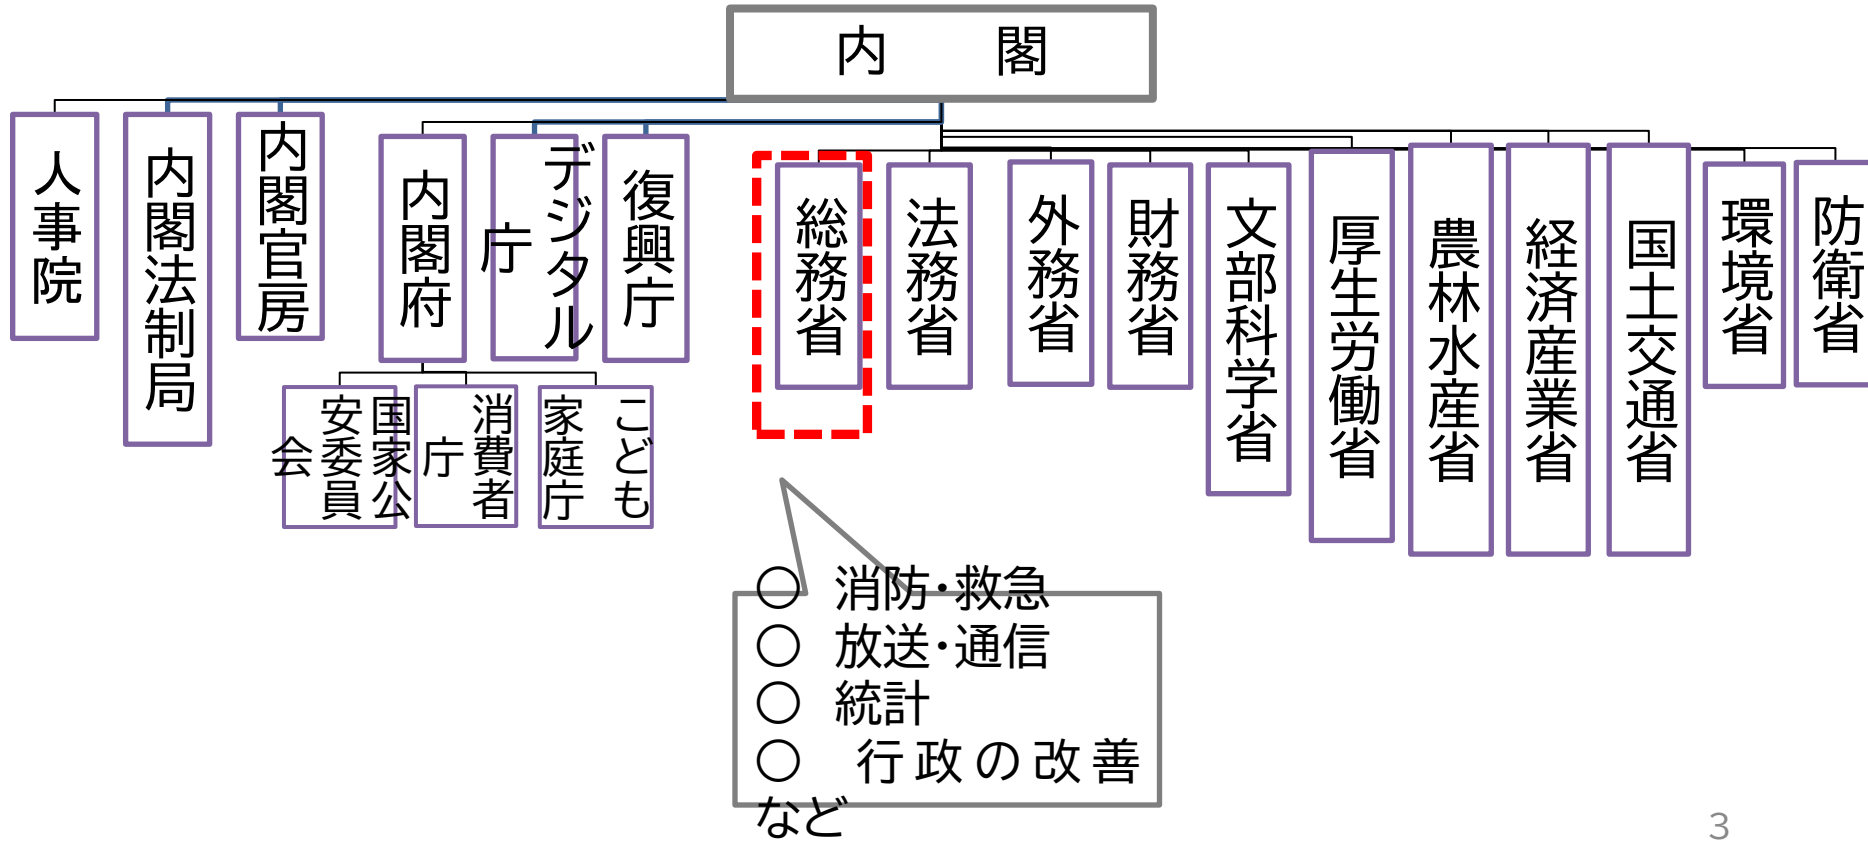 内　　閣
人事院
内閣法制局
内閣官房
内閣府
デジタル
庁
復興庁
総務省
法務省
外務省
財務省
文部科学省
厚生労働省
農林水産省
経済産業省
国土交通省
環境省
防衛省
国家公
安委員
会
消費者
庁
こども
家庭庁
○　消防・救急
○　放送・通信
○　統計
○　行政の改善
など
3